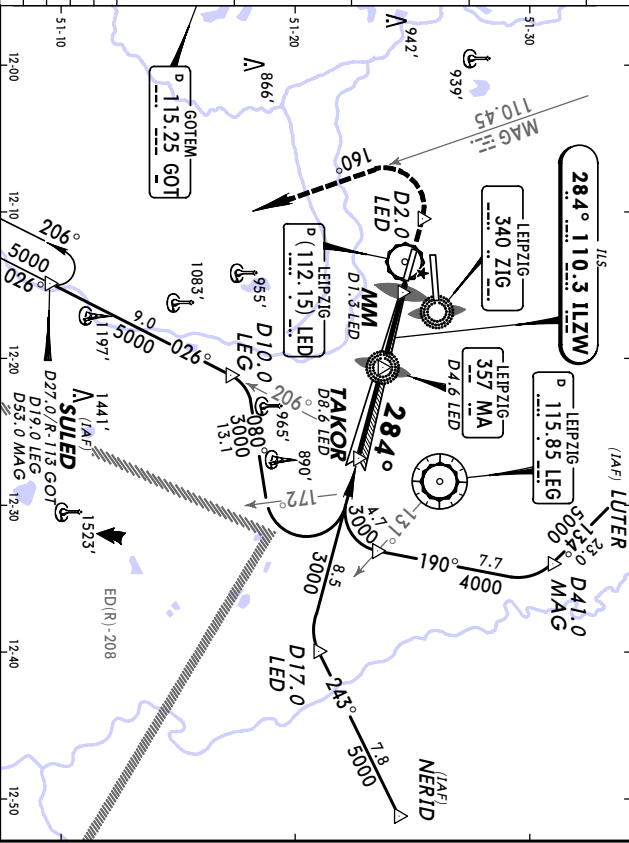 51-10
51-20
51-30
12-00
12-10
12-20
12-30
12-40
12-50
942'
939'
866'
GOTEM
D 115.25 GOT
MAG
110.45
160°
D2.0
LED
ILS
284° 110.3 ILZW
LEIPZIG
340 ZIG
LEIPZIG
D (112.15) LED
MM
D1.3 LED
LEIPZIG
357 MA
D4.6 LED
LEIPZIG
D 115.85 LEG
284°
TAKOR
D8.6 LED
206°
5000
026°
955'
1083'
1197'
9.0
5000
026°
D10.0
LEG
206°
965'
890'
080°
3000
13.1
172°
131°
4.7
3000
190°
7.7
4000
D41.0
MAG
(IAF)
LUTER
134°
5000
23.0
8.5
3000
D17.0
LED
243°
7.8
5000
(IAF)
NERID
(IAF)
SULED
D27.0/R-113 GOT
D19.0 LEG
D53.0 MAG
1441'
1523'
ED(R)-208